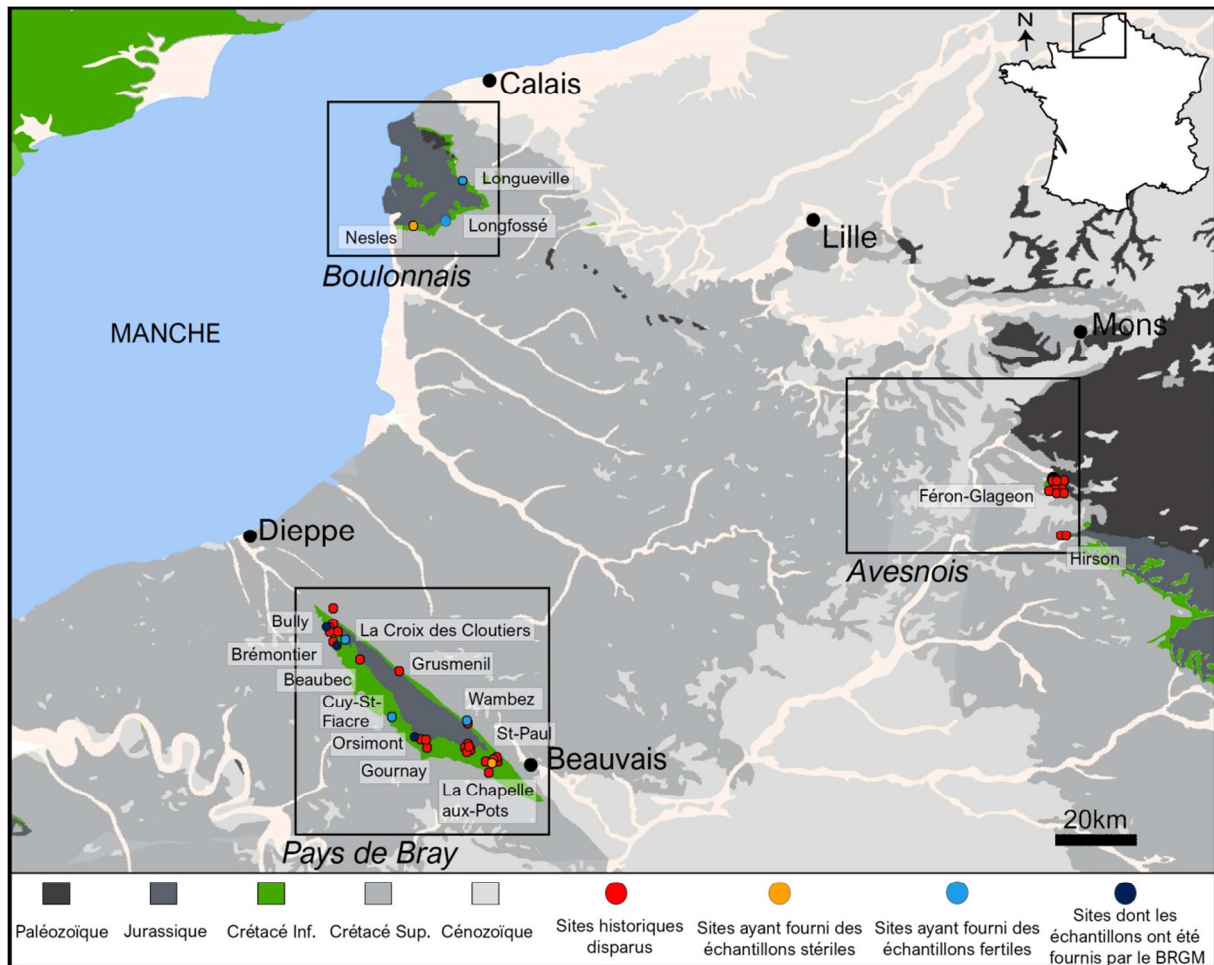 N
Calais
Longueville
Nesles
Longfossé
Boulonnais
Lille
MANCHE
Mons
Féron-Glageon
Hirson
Avesnois
Dieppe
Bully
La Croix des Cloutiers
Brémontier
Grusmenil
Beaubec
Cuy-St-
Fiacre
Wambez
Orsimont
St-Paul
Gournay
Beauvais
La Chapelle
aux-Pots
Pays de Bray
20km
Paléozoïque
Jurassique
Crétacé Inf.
Crétacé Sup.
Cénozoïque
Sites historiques
disparus
Sites ayant fourni des
échantillons stériles
Sites ayant fourni des
échantillons fertiles
Sites dont les
échantillons ont été
fournis par le BRGM